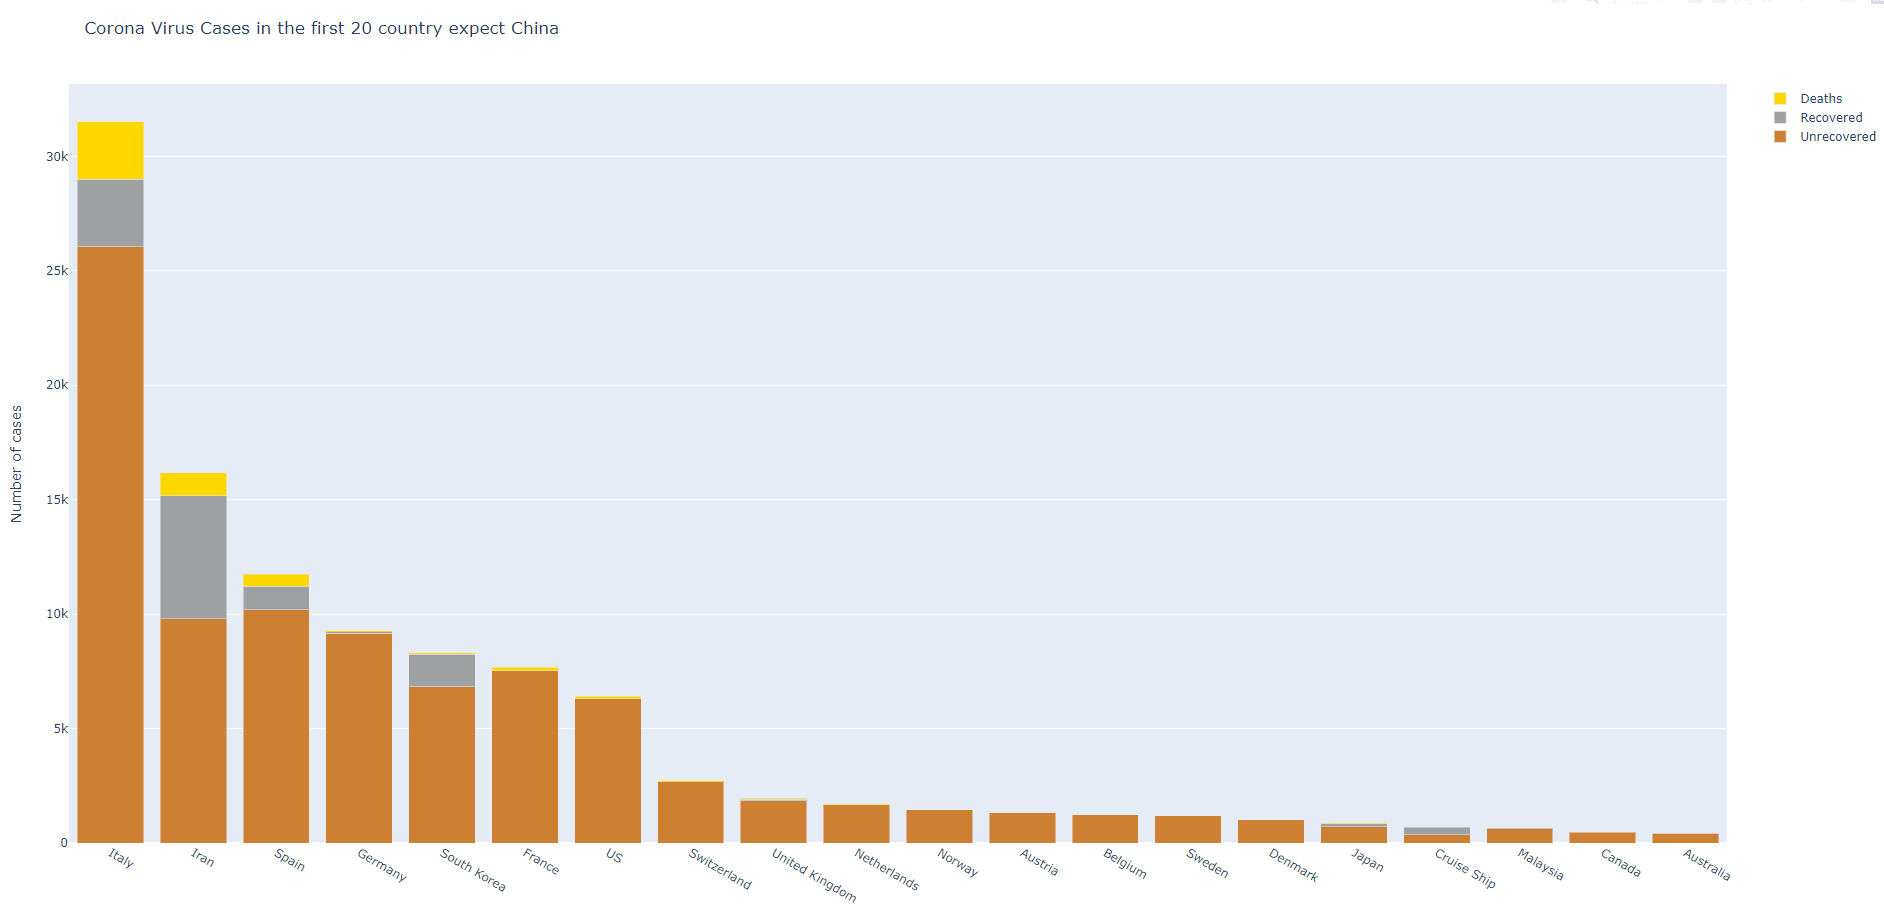 Corona Virus Cases in the first 20 country expect China
Deaths
Recovered
Unrecovered
Number of cases
30k
25k
20k
15k
10k
5k
0
Italy
Iran
Spain
Germany
South Korea
France
US
Switzerland
United Kingdom
Netherlands
Norway
Austria
Belgium
Sweden
Denmark
Japan
Cruise Ship
Malaysia
Canada
Australia